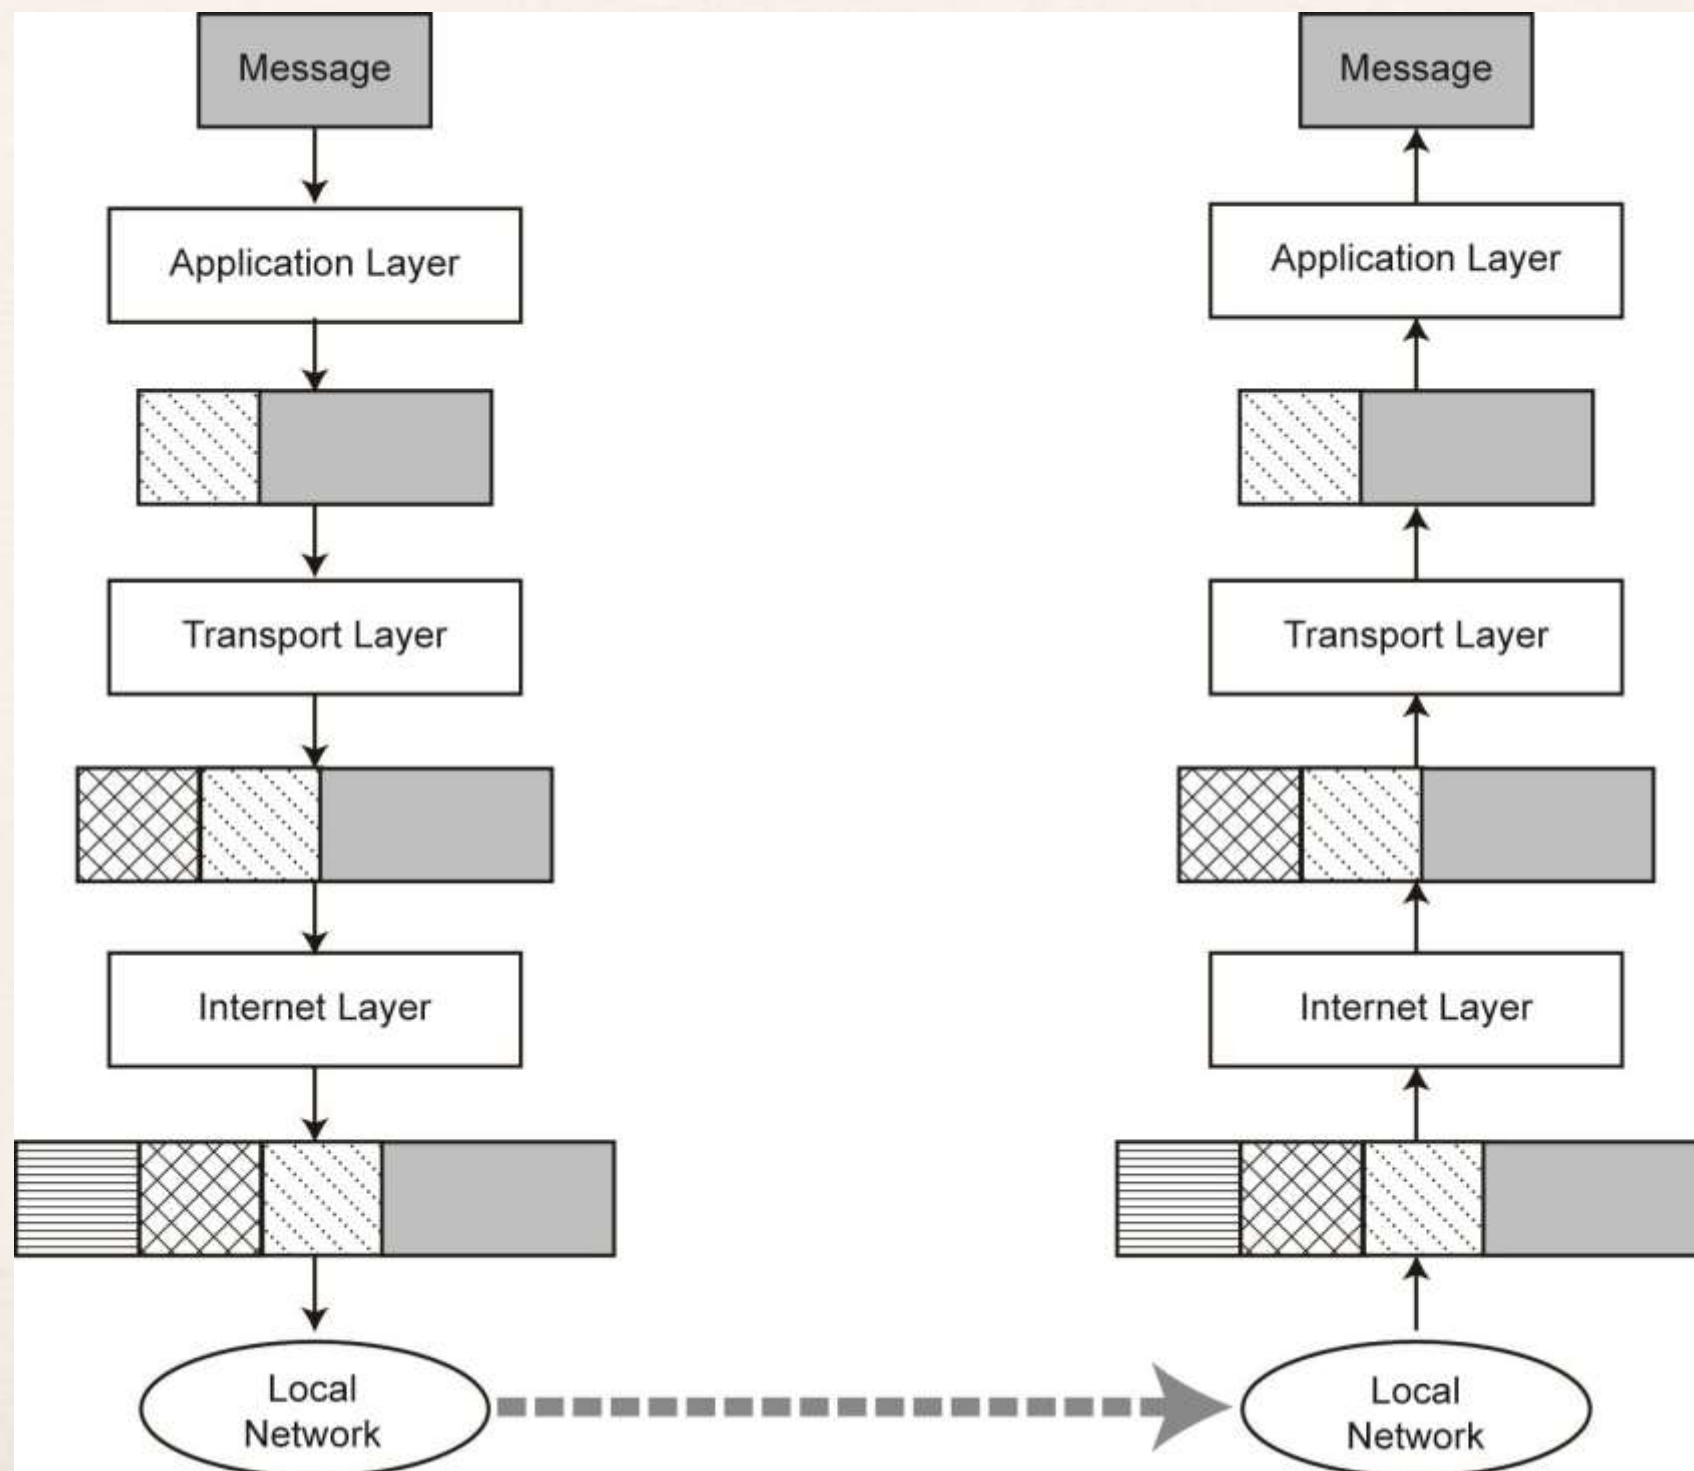 Message
Application Layer
Transport Layer
Internet Layer
Local
Network
Message
Application Layer
Transport Layer
Internet Layer
Local
Network